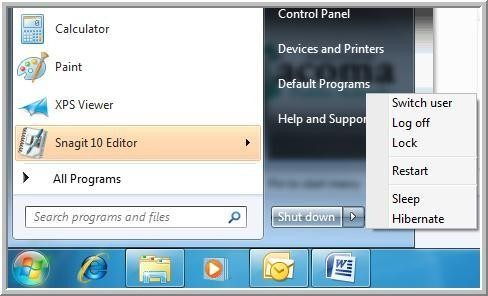 Calculator
Paint
XPS Viewer
Snagit 10 Editor
All Programs
Search programs and files
Control Panel
Devices and Printers
Default Programs
Help and Suppor
Shut down
Switch user
Log off
Lock
Restart
Sleep
Hibernate